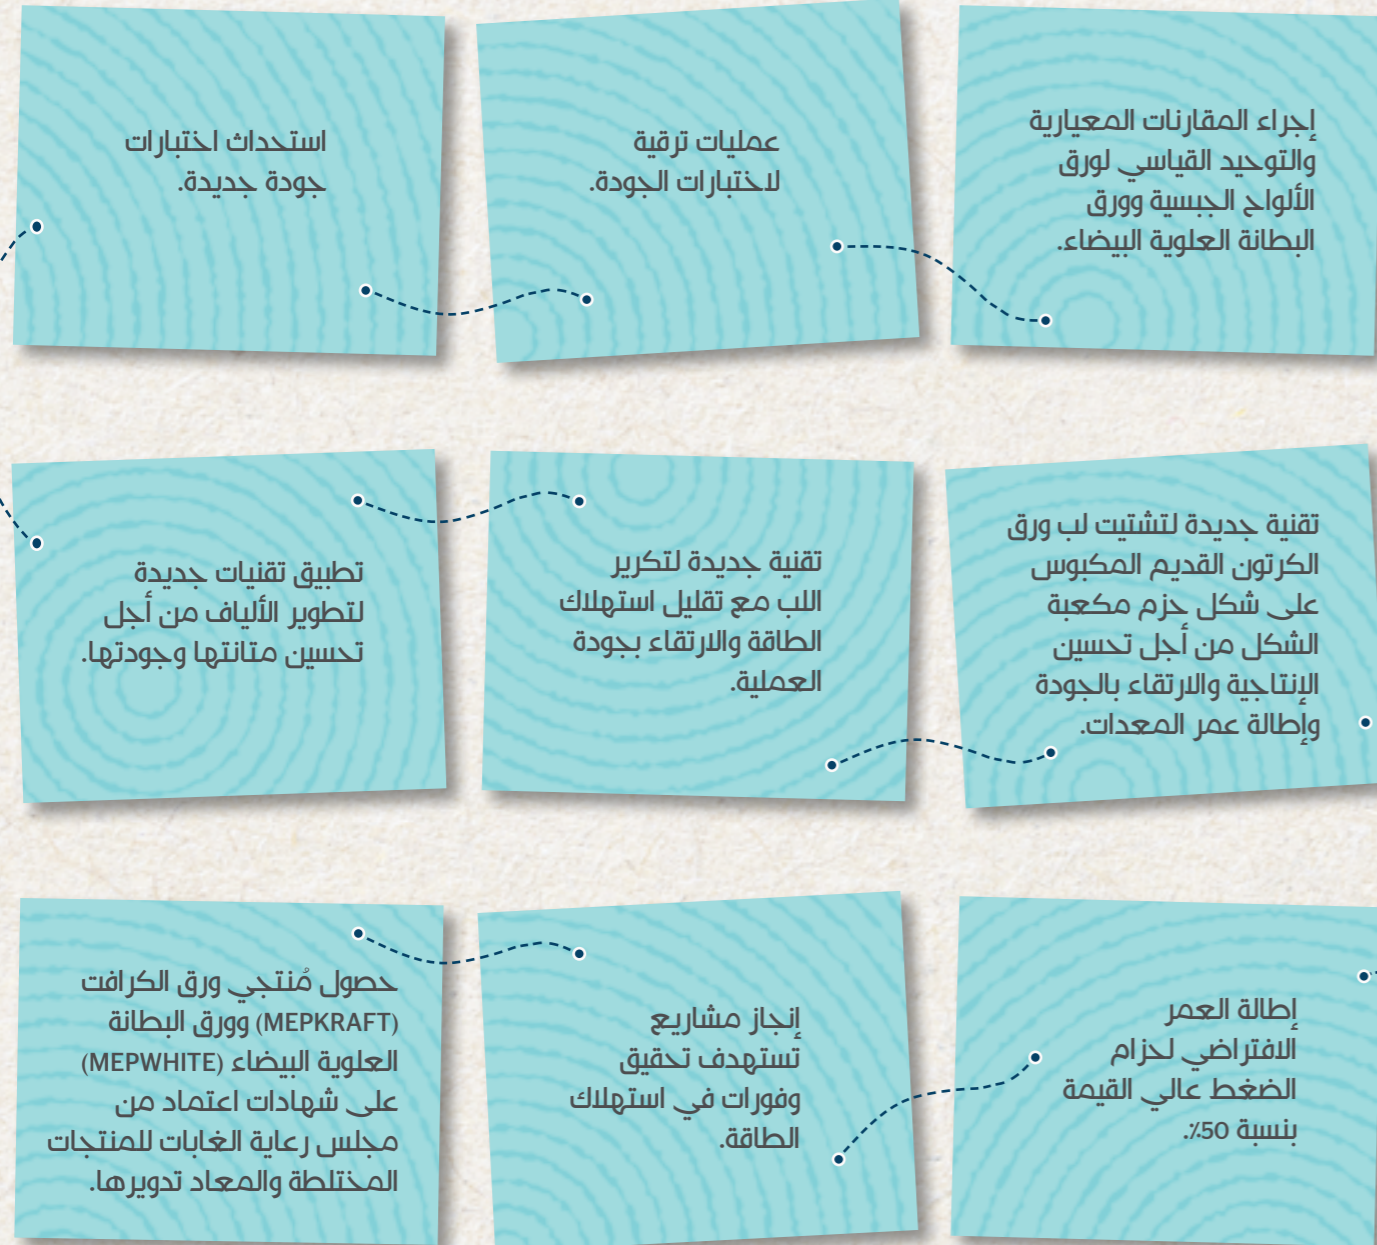 إجراء المقارنات المعيارية
والتوحيد القياسي لورق
الألواح الجبسية وورق
البطانة العلوية البيضاء.
عمليات ترقية
لاختبارات الجودة.
استحداث اختبارات
جودة جديدة.
تقنية جديدة لتشتيت لب ورق
الكرتون القديم المكبوس
على شكل حزم مكعبة
الشكل من أجل تحسين
الإنتاجية والارتقاء بالجودة
وإطالة عمر المعدات.
تقنية جديدة لتكرير
اللب مع تقليل استهلاك
الطاقة والارتقاء بجودة
العملية.
تطبيق تقنيات جديدة
لتطوير الألياف من أجل
تحسين متانتها وجودتها.
إطالة العمر
الافتراضي لحزام
الضغط عالي القيمة
بنسبة 50٪.
إنجاز مشاريع
تستهدف تحقيق
وفورات في استهلاك
الطاقة.
حصول مُنتجي ورق الكرافت
(MEPKRAFT) وورق البطانة
العلوية البيضاء (MEPWHITE)
على شهادات اعتماد من
مجلس رعاية الغابات للمنتجات
المختلطة والمعاد تدويرها.